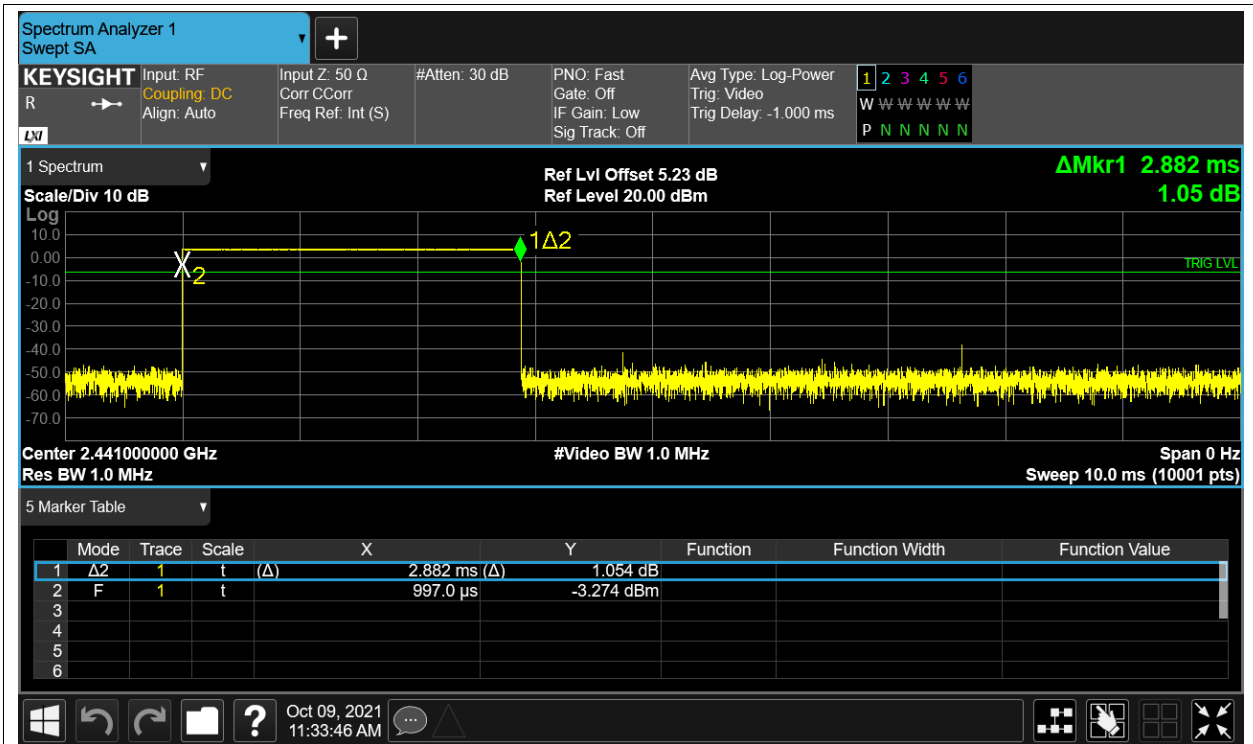 Spectrum Analyzer 1
Swept SA
KEYSIGHT Input: RF Input Z: 50 Ω #Atten: 30 dB PNO: Fast Avg Type: Log-Power 1 2 3 4 5 6
R Coupling: DC Corr CCorr Gate: Off Trig: Video W W W W W W
Align: Auto Freq Ref: Int (S) IF Gain: Low Trig Delay: -1.000 ms P N N N N N
LXI Sig Track: Off
1 Spectrum Ref Lvl Offset 5.23 dB ΔMkr1 2.882 ms
Scale/Div 10 dB Ref Level 20.00 dBm 1.05 dB
Log
10.0 1Δ2
0.00 TRIG LVL
-10.0 X2
-20.0
-30.0
-40.0
-50.0
-60.0
-70.0
Center 2.441000000 GHz #Video BW 1.0 MHz Span 0 Hz
Res BW 1.0 MHz Sweep 10.0 ms (10001 pts)
5 Marker Table
Mode Trace Scale X Y Function Function Width Function Value
1 Δ2 1 t (Δ) 2.882 ms (Δ) 1.054 dB
2 F 1 t 997.0 µs -3.274 dBm
3
4
5
6
? Oct 09, 2021
11:33:46 AM